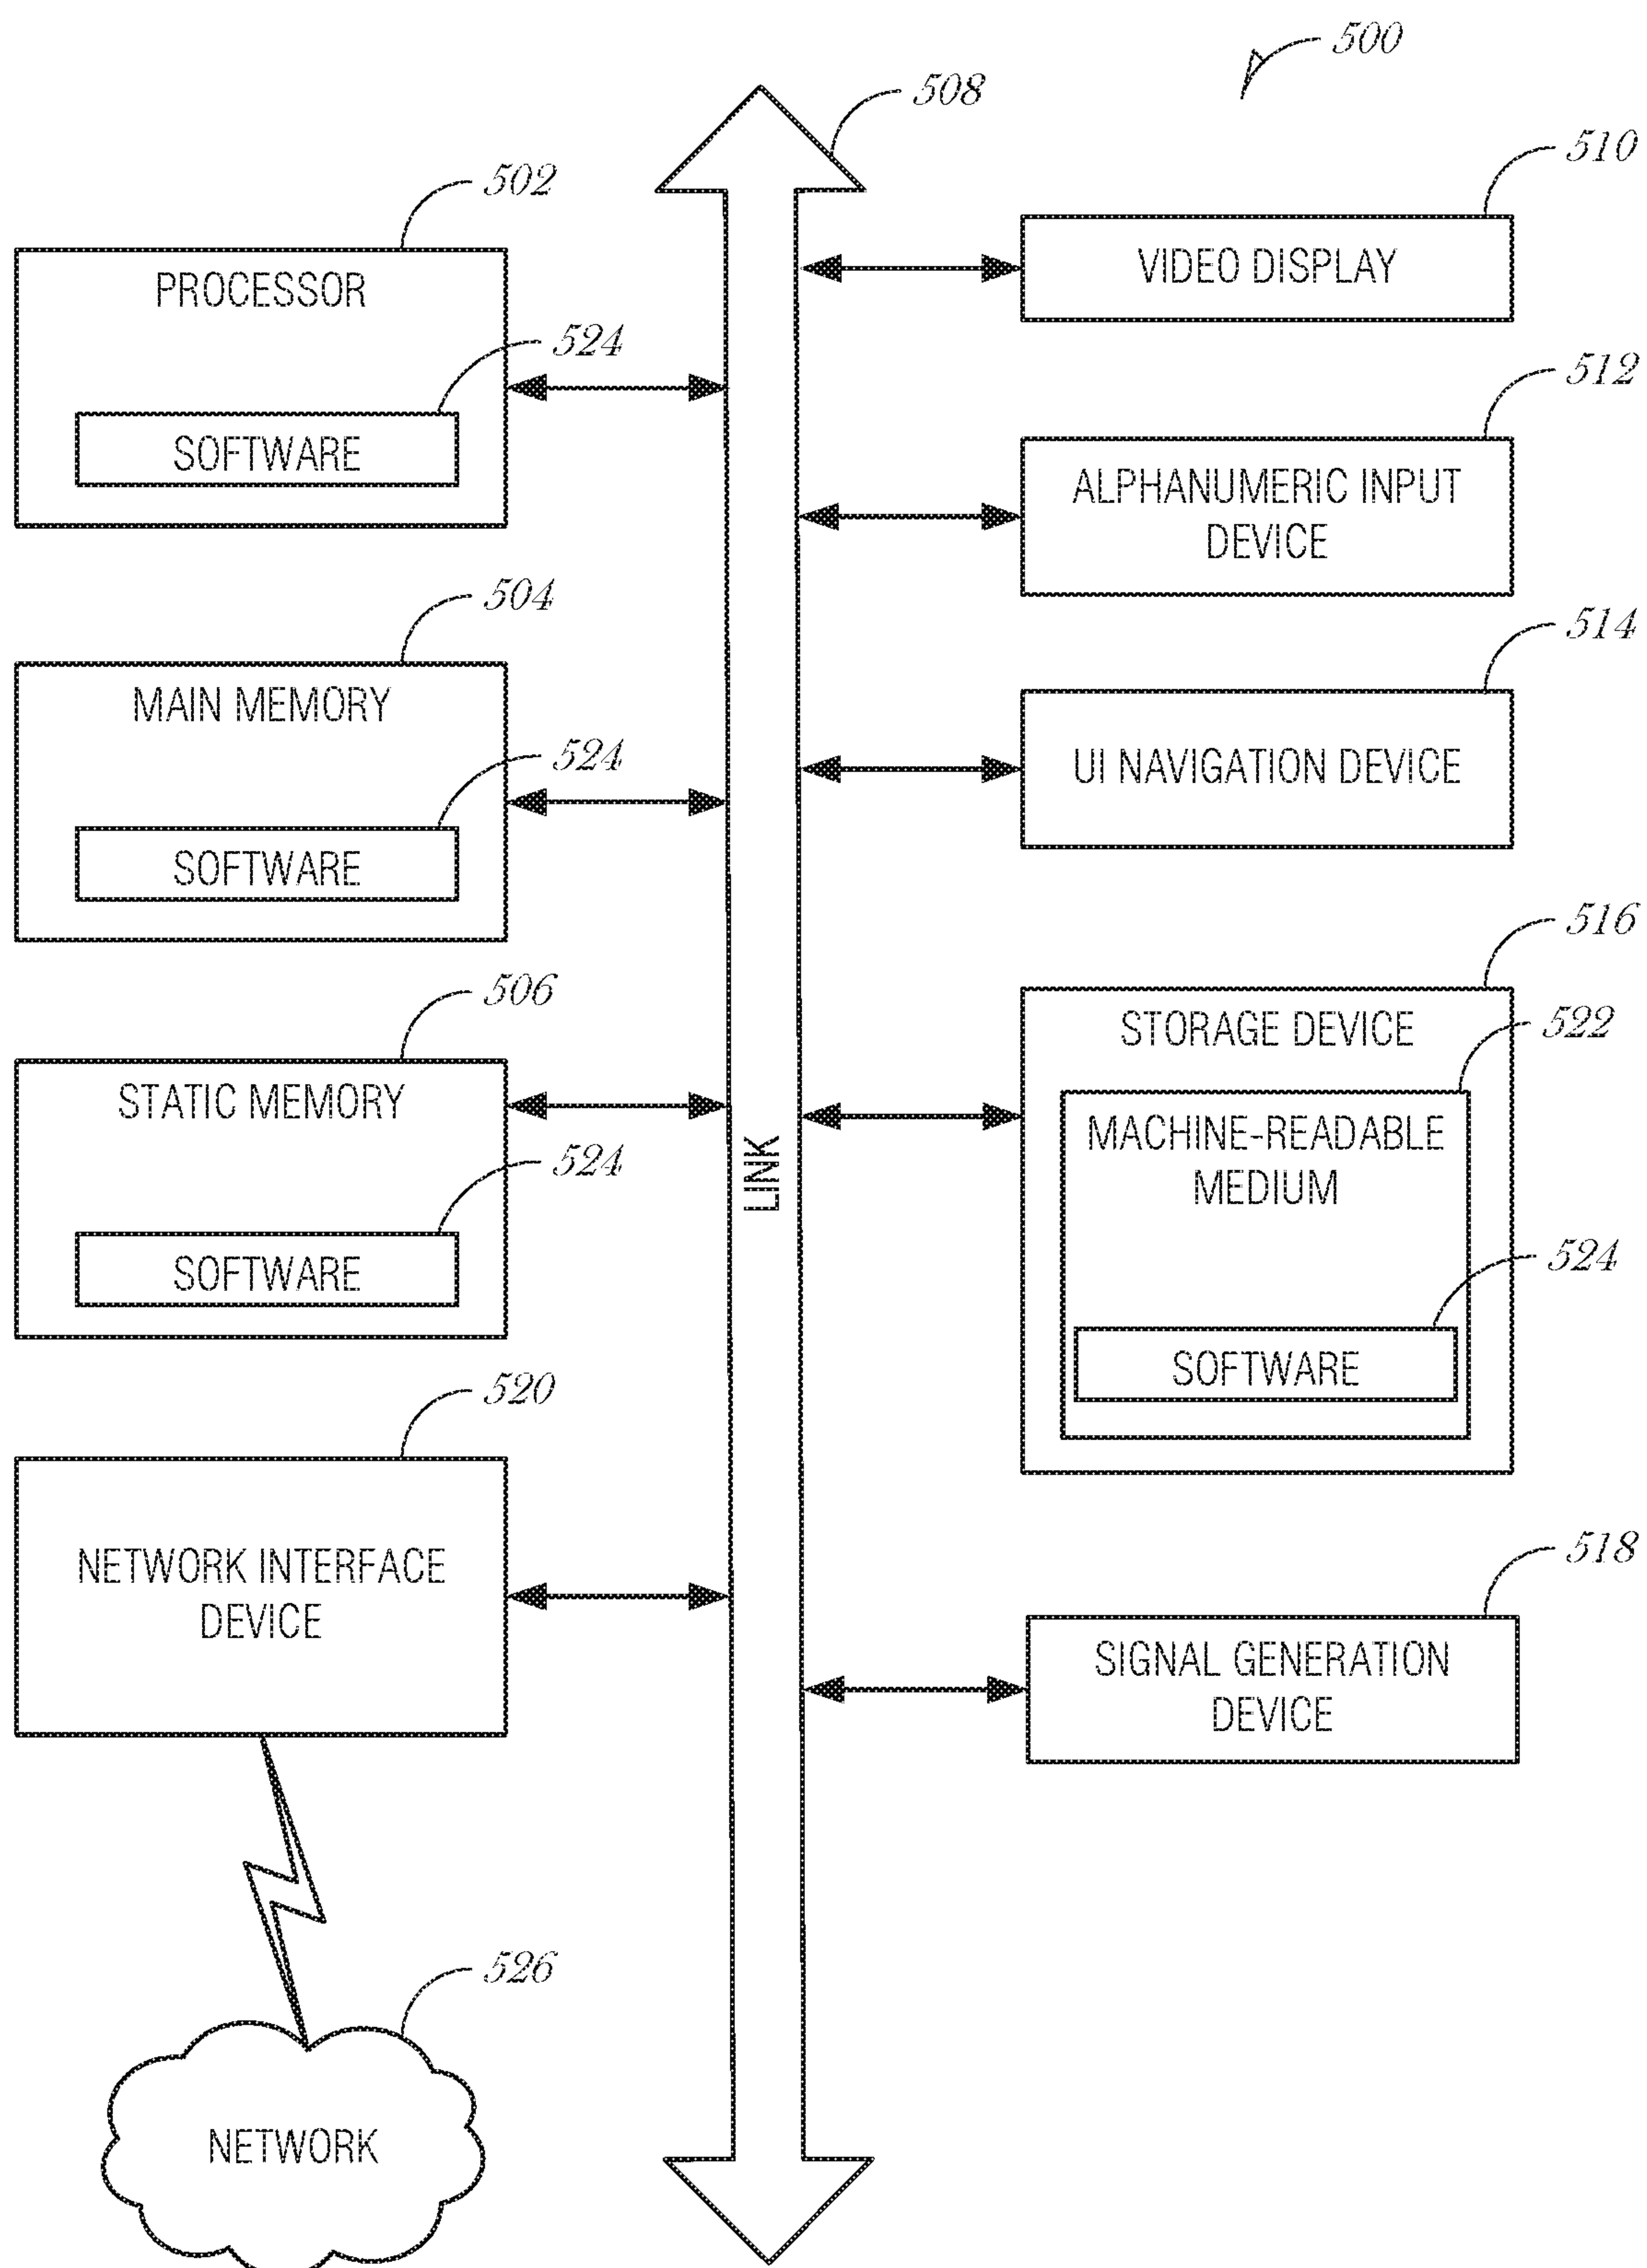 500
508
510
502
VIDEO DISPLAY
PROCESSOR
524
SOFTWARE
512
ALPHANUMERIC INPUT
DEVICE
504
MAIN MEMORY
524
SOFTWARE
514
UI NAVIGATION DEVICE
506
STATIC MEMORY
524
SOFTWARE
LINK
516
STORAGE DEVICE
522
MACHINE-READABLE
MEDIUM
524
SOFTWARE
520
NETWORK INTERFACE
DEVICE
518
SIGNAL GENERATION
DEVICE
526
NETWORK